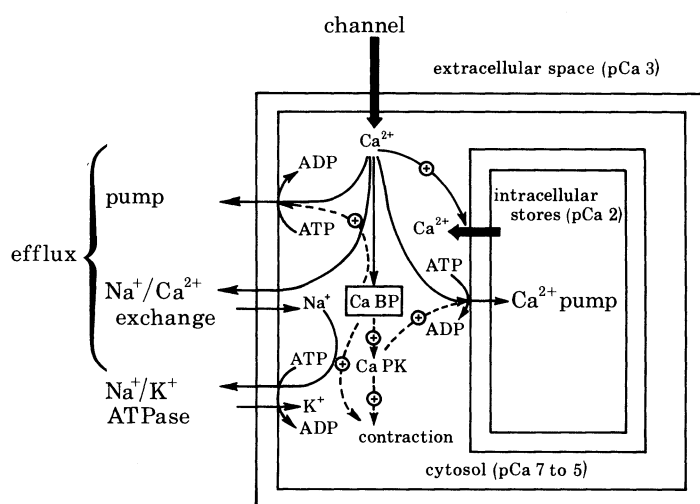 channel
extracellular space (pCa 3)
Ca²⁺
ADP
pump
ATP
intracellular
stores (pCa 2)
Ca²⁺
efflux
Na⁺/Ca²⁺
exchange
Na⁺
Ca BP
ATP
ADP
Ca²⁺ pump
Na⁺/K⁺
ATPase
ATP
K⁺
ADP
Ca PK
contraction
cytosol (pCa 7 to 5)